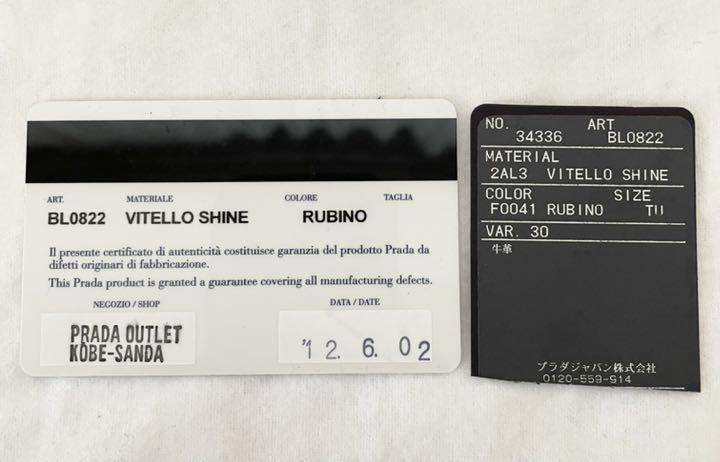 ART. MATERIALE COLORE TAGLIA
BL0822 VITELLO SHINE RUBINO
Il presente certificato di autenticità costituisce garanzia del prodotto Prada da
difetti originari di fabbricazione.
This Prada product is granted a guarantee covering all manufacturing defects.
NEGOZIO / SHOP DATA / DATE
PRADA OUTLET
KOBE-SANDA
'12. 6. 02
NO. ART
34336 BL0822
MATERIAL
2AL3 VITELLO SHINE
COLOR SIZE
F0041 RUBINO TU
VAR. 30
牛革
プラダジャパン株式会社
0120-559-914